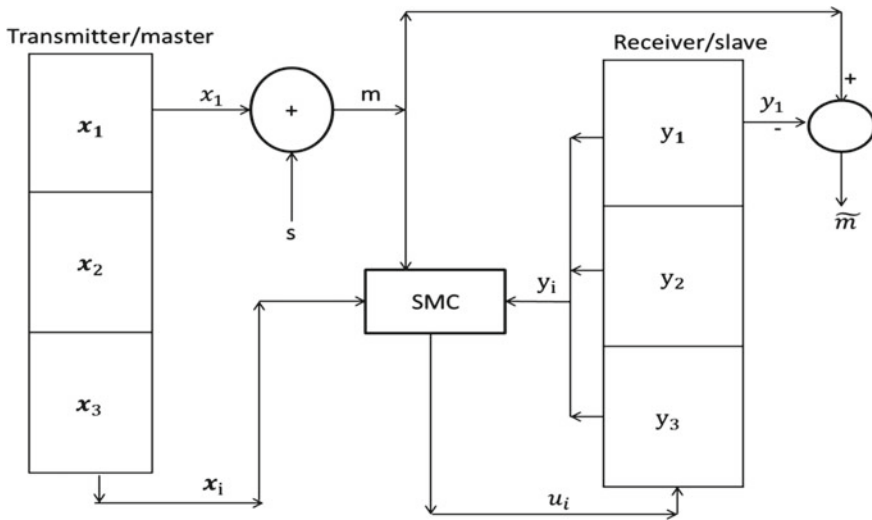 Transmitter/master
x₁
x₂
x₃
x₁
+
m
s
xᵢ
SMC
uᵢ
yᵢ
Receiver/slave
y₁
y₂
y₃
y₁
-
+
m̃